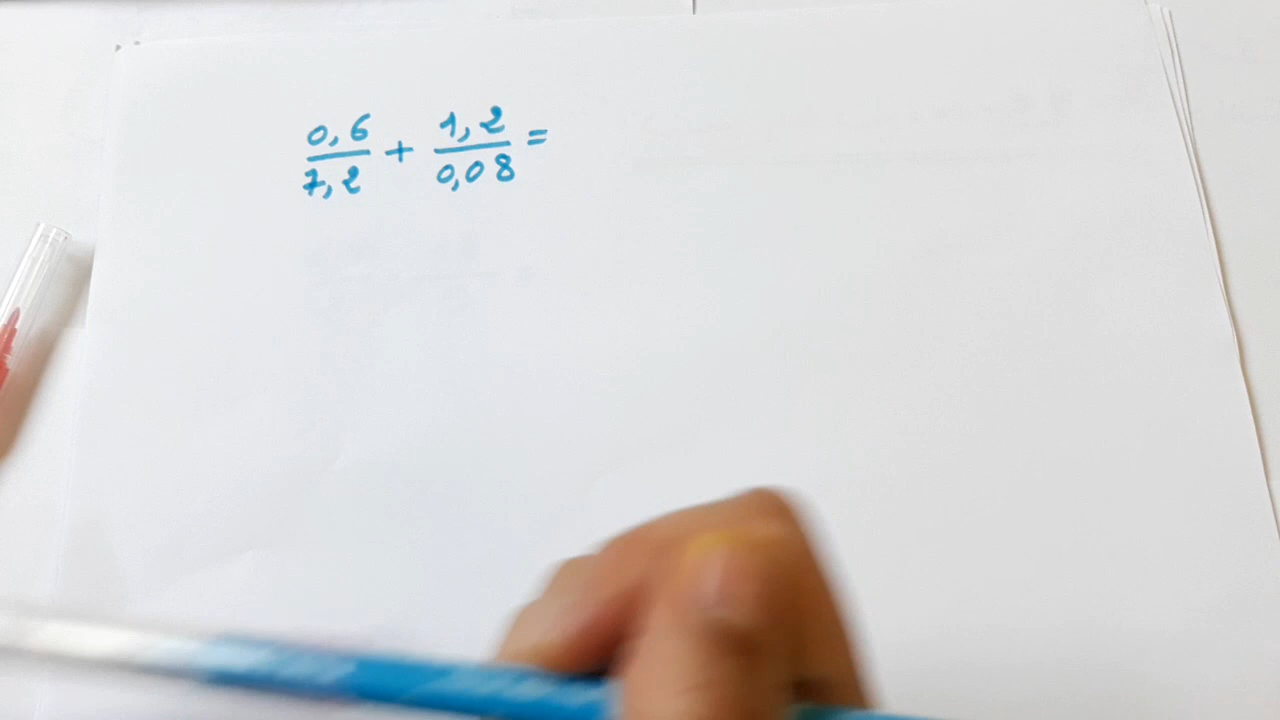 0,6/7,2 + 1,2/0,08 =